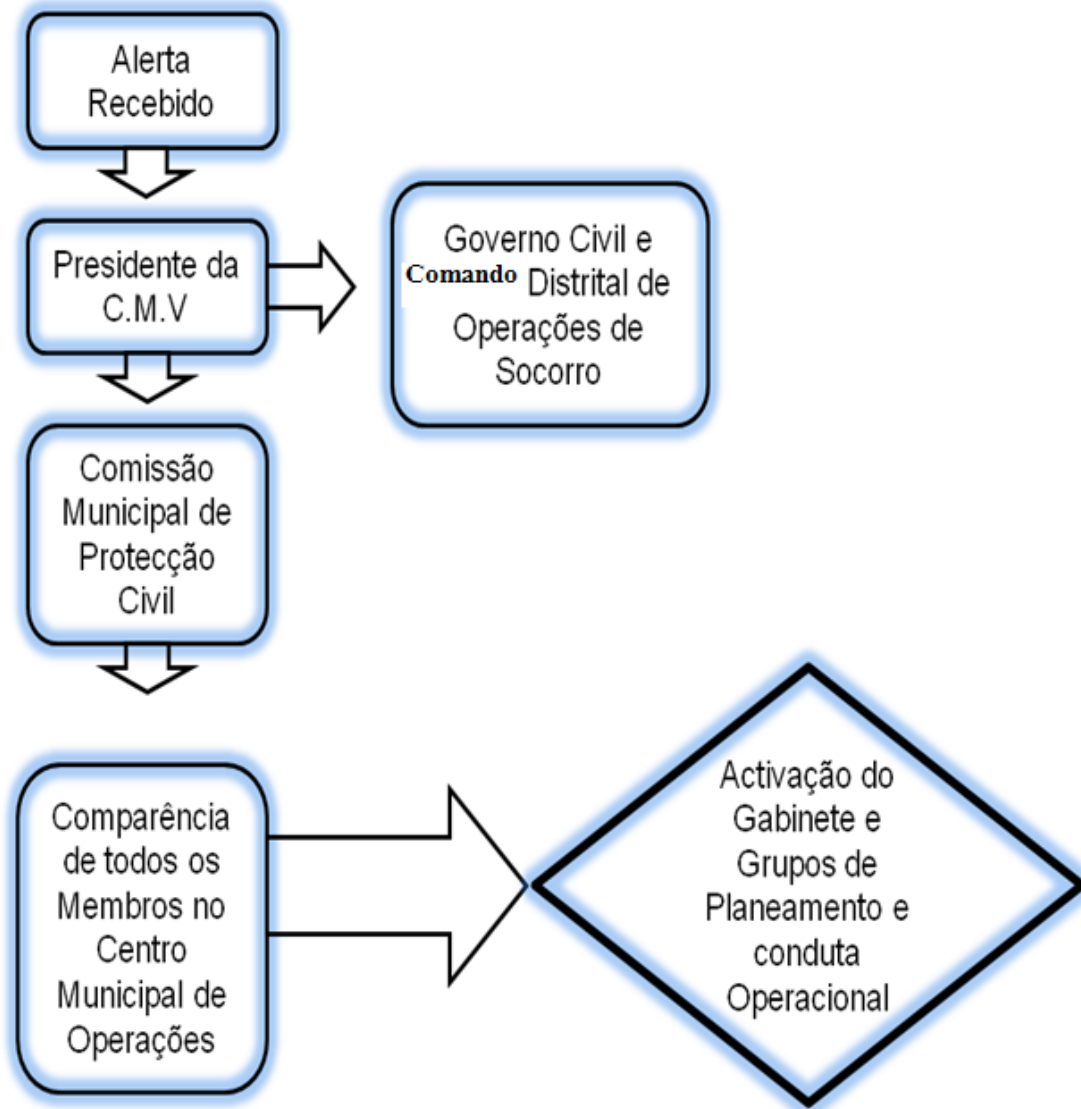 Alerta
Recebido
Presidente da
C.M.V
Governo Civil e
Comando Distrital de
Operações de
Socorro
Comissão
Municipal de
Protecção
Civil
Comparência
de todos os
Membros no
Centro
Municipal de
Operações
Activação do
Gabinete e
Grupos de
Planeamento e
conduta
Operacional